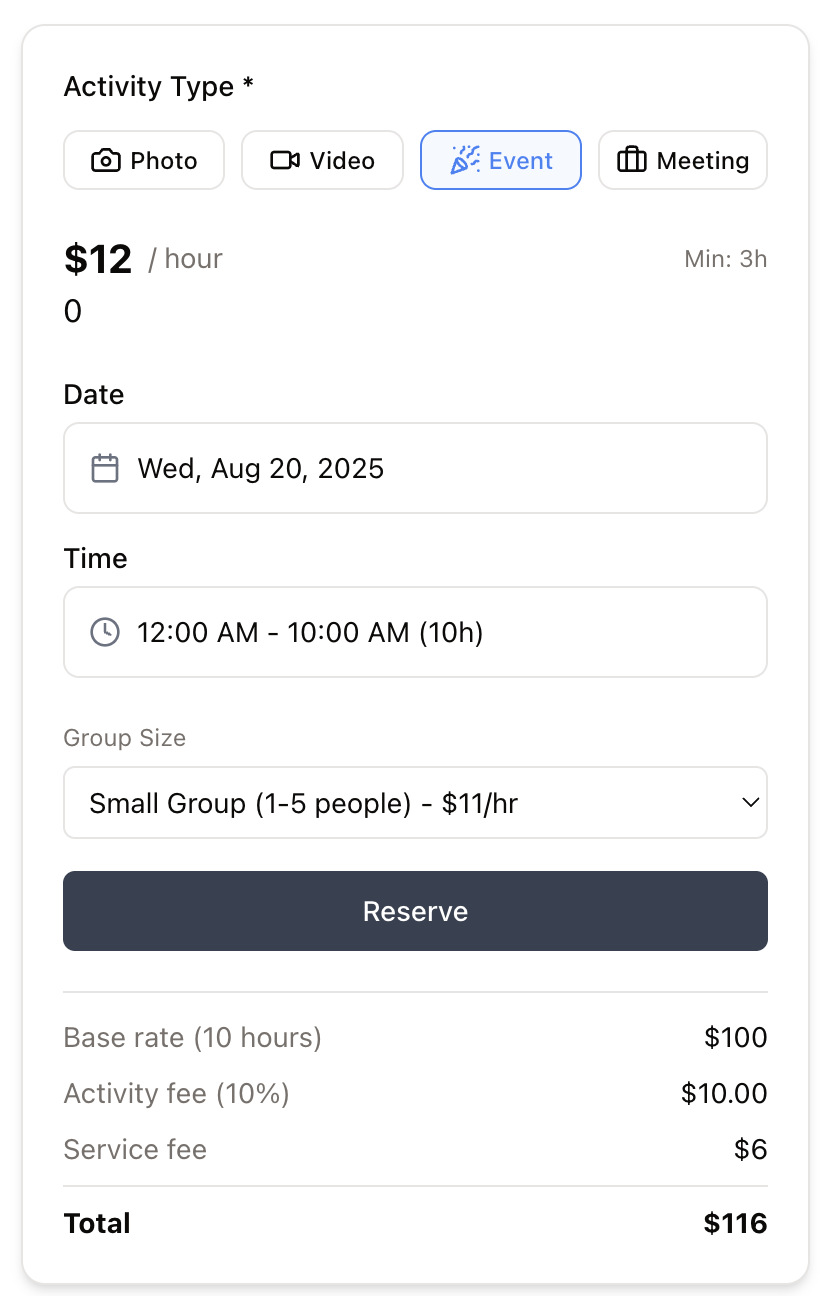 Activity Type *
Photo Video Event Meeting
$12 / hour Min: 3h
0
Date
Wed, Aug 20, 2025
Time
12:00 AM - 10:00 AM (10h)
Group Size
Small Group (1-5 people) - $11/hr
Reserve
Base rate (10 hours) $100
Activity fee (10%) $10.00
Service fee $6
Total $116